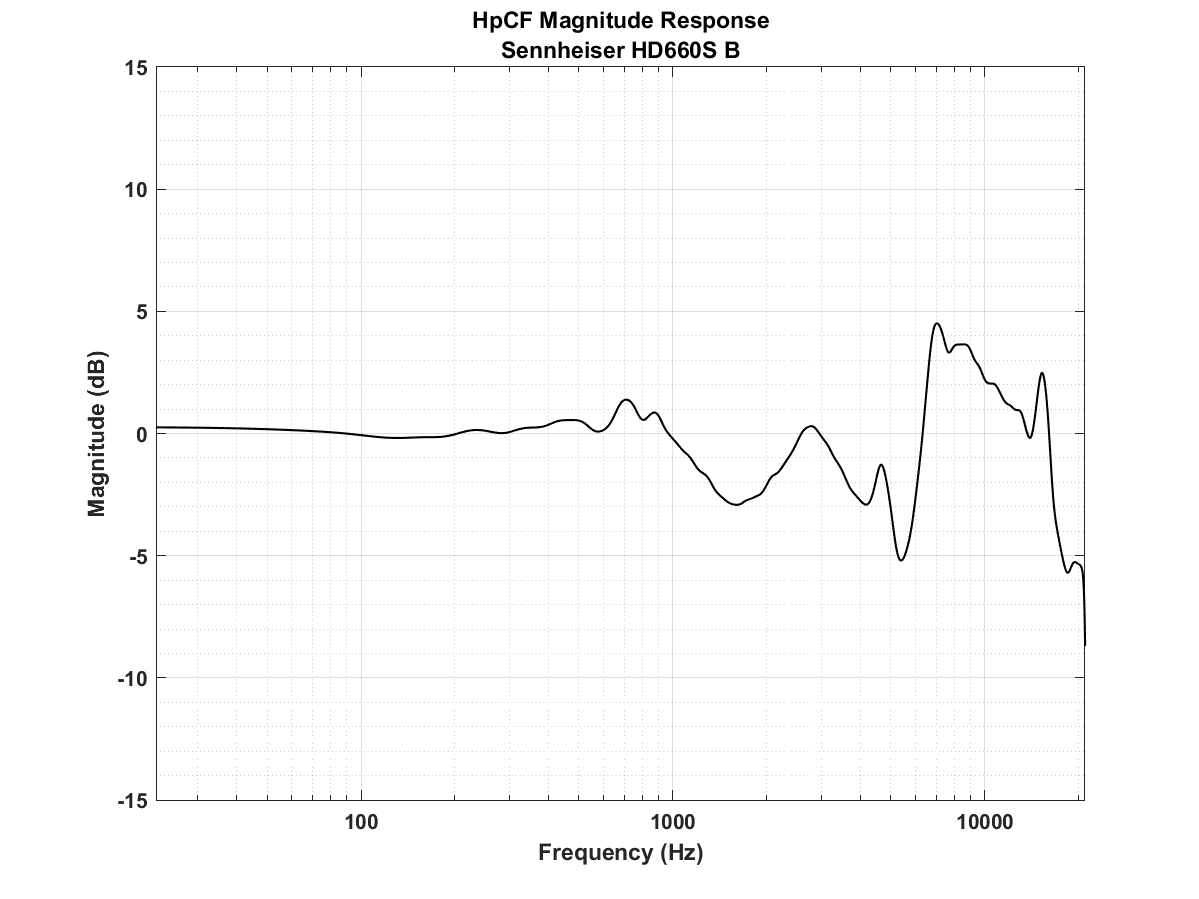 HpCF Magnitude Response
Sennheiser HD660S B
15
10
5
0
-5
-10
-15
Magnitude (dB)
100
1000
10000
Frequency (Hz)